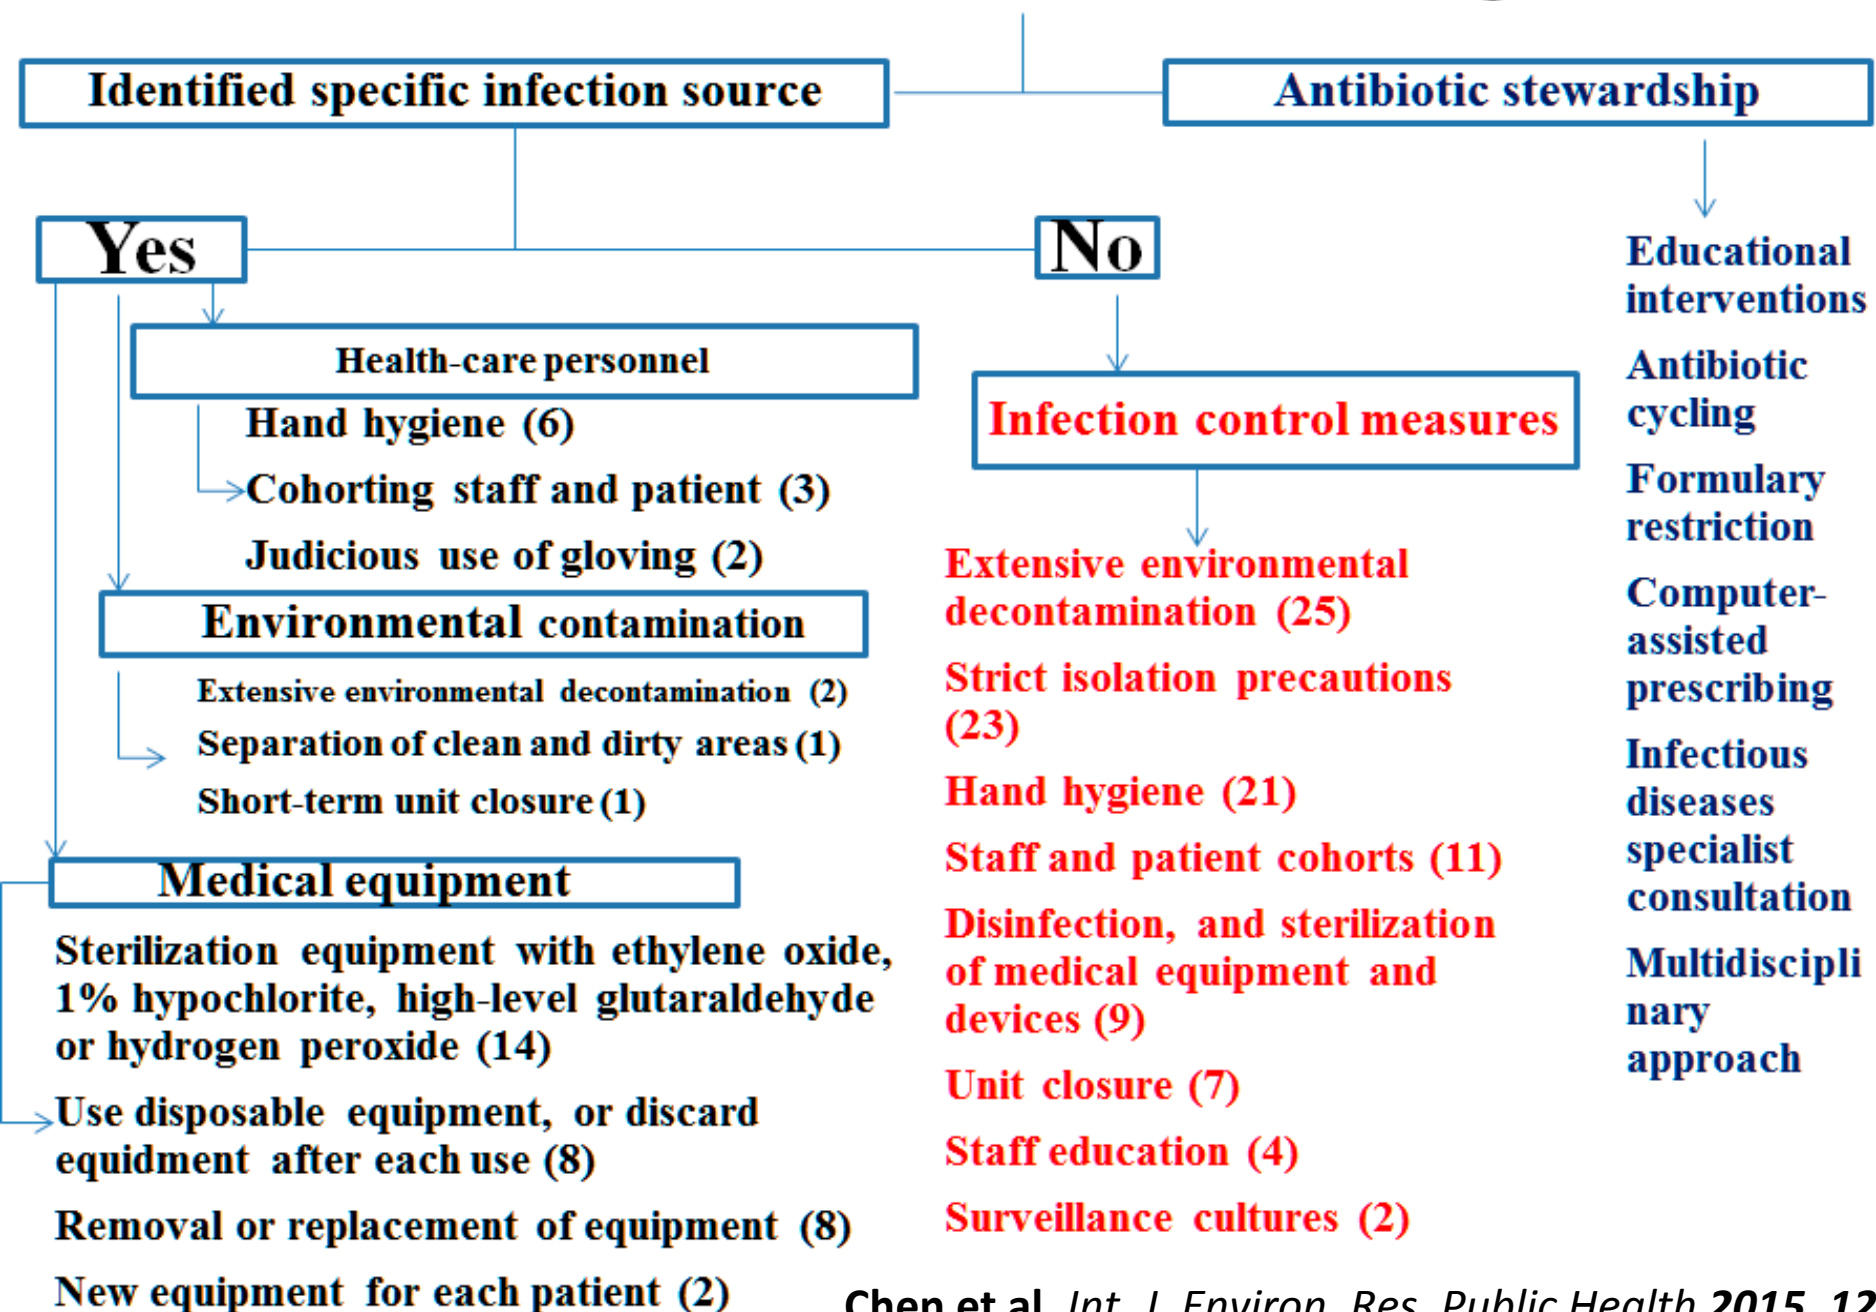 Identified specific infection source
Antibiotic stewardship
Yes
No
Health-care personnel
Hand hygiene (6)
Cohorting staff and patient (3)
Judicious use of gloving (2)
Environmental contamination
Extensive environmental decontamination (2)
Separation of clean and dirty areas (1)
Short-term unit closure (1)
Medical equipment
Sterilization equipment with ethylene oxide,
1% hypochlorite, high-level glutaraldehyde
or hydrogen peroxide (14)
Use disposable equipment, or discard
equidment after each use (8)
Removal or replacement of equipment (8)
New equipment for each patient (2)
Infection control measures
Extensive environmental
decontamination (25)
Strict isolation precautions
(23)
Hand hygiene (21)
Staff and patient cohorts (11)
Disinfection, and sterilization
of medical equipment and
devices (9)
Unit closure (7)
Staff education (4)
Surveillance cultures (2)
Educational
interventions
Antibiotic
cycling
Formulary
restriction
Computer-
assisted
prescribing
Infectious
diseases
specialist
consultation
Multidiscipli
nary
approach
Chen et al. Int. J. Environ. Res. Public Health 2015, 12